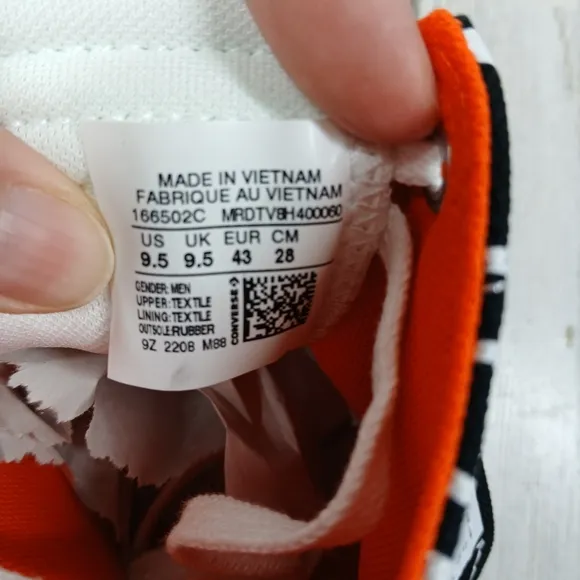 MADE IN VIETNAM
FABRIQUE AU VIETNAM
166502C MRDTV8H400060
US UK EUR CM
9.5 9.5 43 28
GENDER: MEN
UPPER: TEXTILE
LINING: TEXTILE
OUTSOLE:RUBBER
9Z 2208 M88
CONVERSE